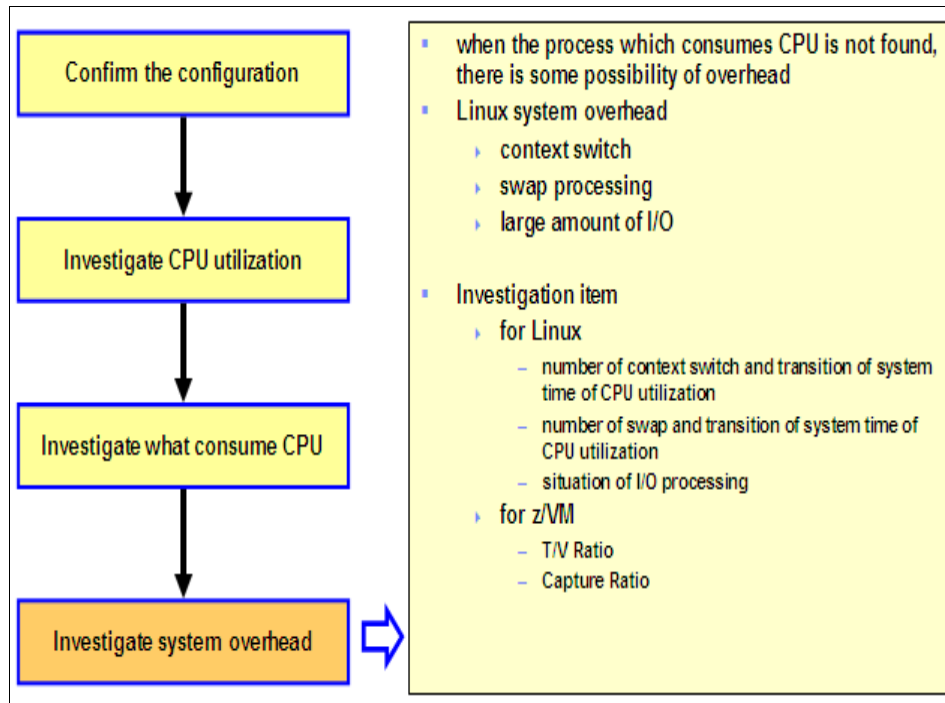 Confirm the configuration
Investigate CPU utilization
Investigate what consume CPU
Investigate system overhead
when the process which consumes CPU is not found,
there is some possibility of overhead
Linux system overhead
context switch
swap processing
large amount of I/O
Investigation item
for Linux
number of context switch and transition of system
time of CPU utilization
number of swap and transition of system time of
CPU utilization
situation of I/O processing
for z/VM
T/V Ratio
Capture Ratio